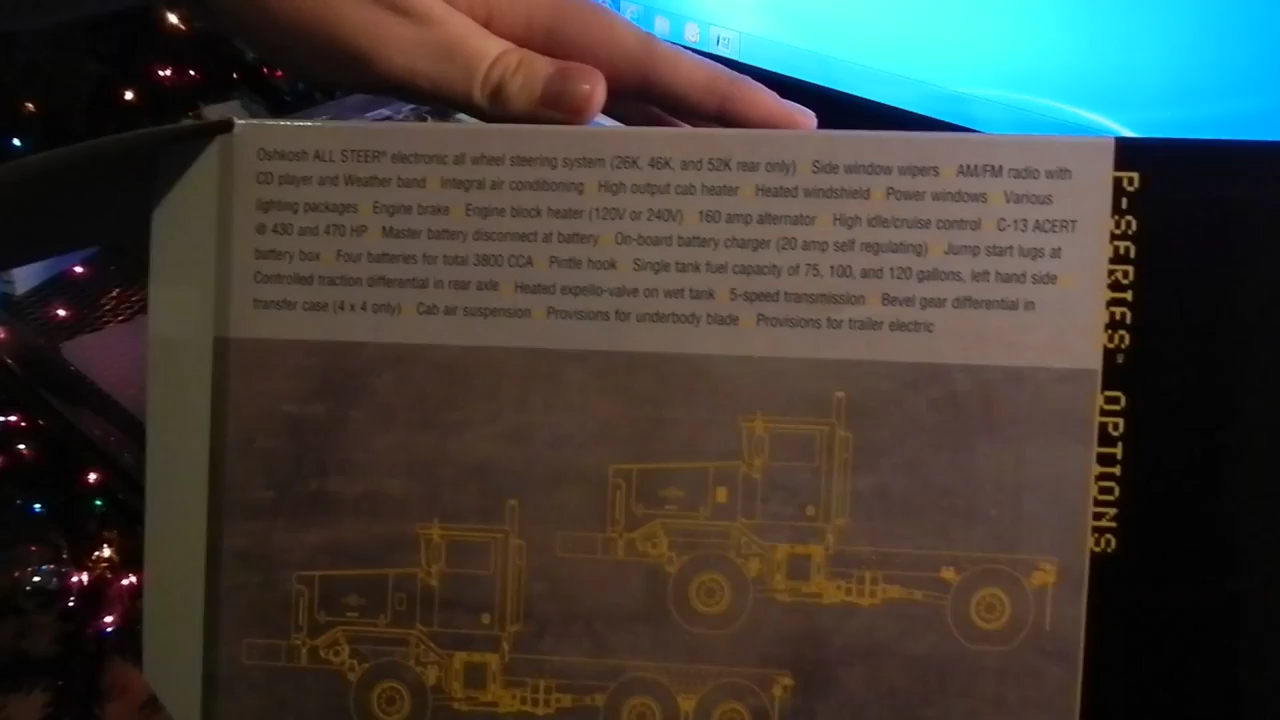 Oshkosh ALL STEER® electronic all wheel steering system (26K, 46K, and 52K rear only) Side window wipers AM/FM radio with
CD player and Weather band Integral air conditioning High output cab heater Heated windshield Power windows Various
lighting packages Engine brake Engine block heater (120V or 240V) 160 amp alternator High idle/cruise control C-13 ACERT
@ 430 and 470 HP Master battery disconnect at battery On-board battery charger (20 amp self regulating) Jump start lugs at
battery box Four batteries for total 3800 CCA Pintle hook Single tank fuel capacity of 75, 100, and 120 gallons, left hand side
Controlled traction differential in rear axle Heated expello-valve on wet tank 5-speed transmission Bevel gear differential in
transfer case (4 x 4 only) Cab air suspension Provisions for underbody blade Provisions for trailer electric
P-SERIES™ OPTIONS